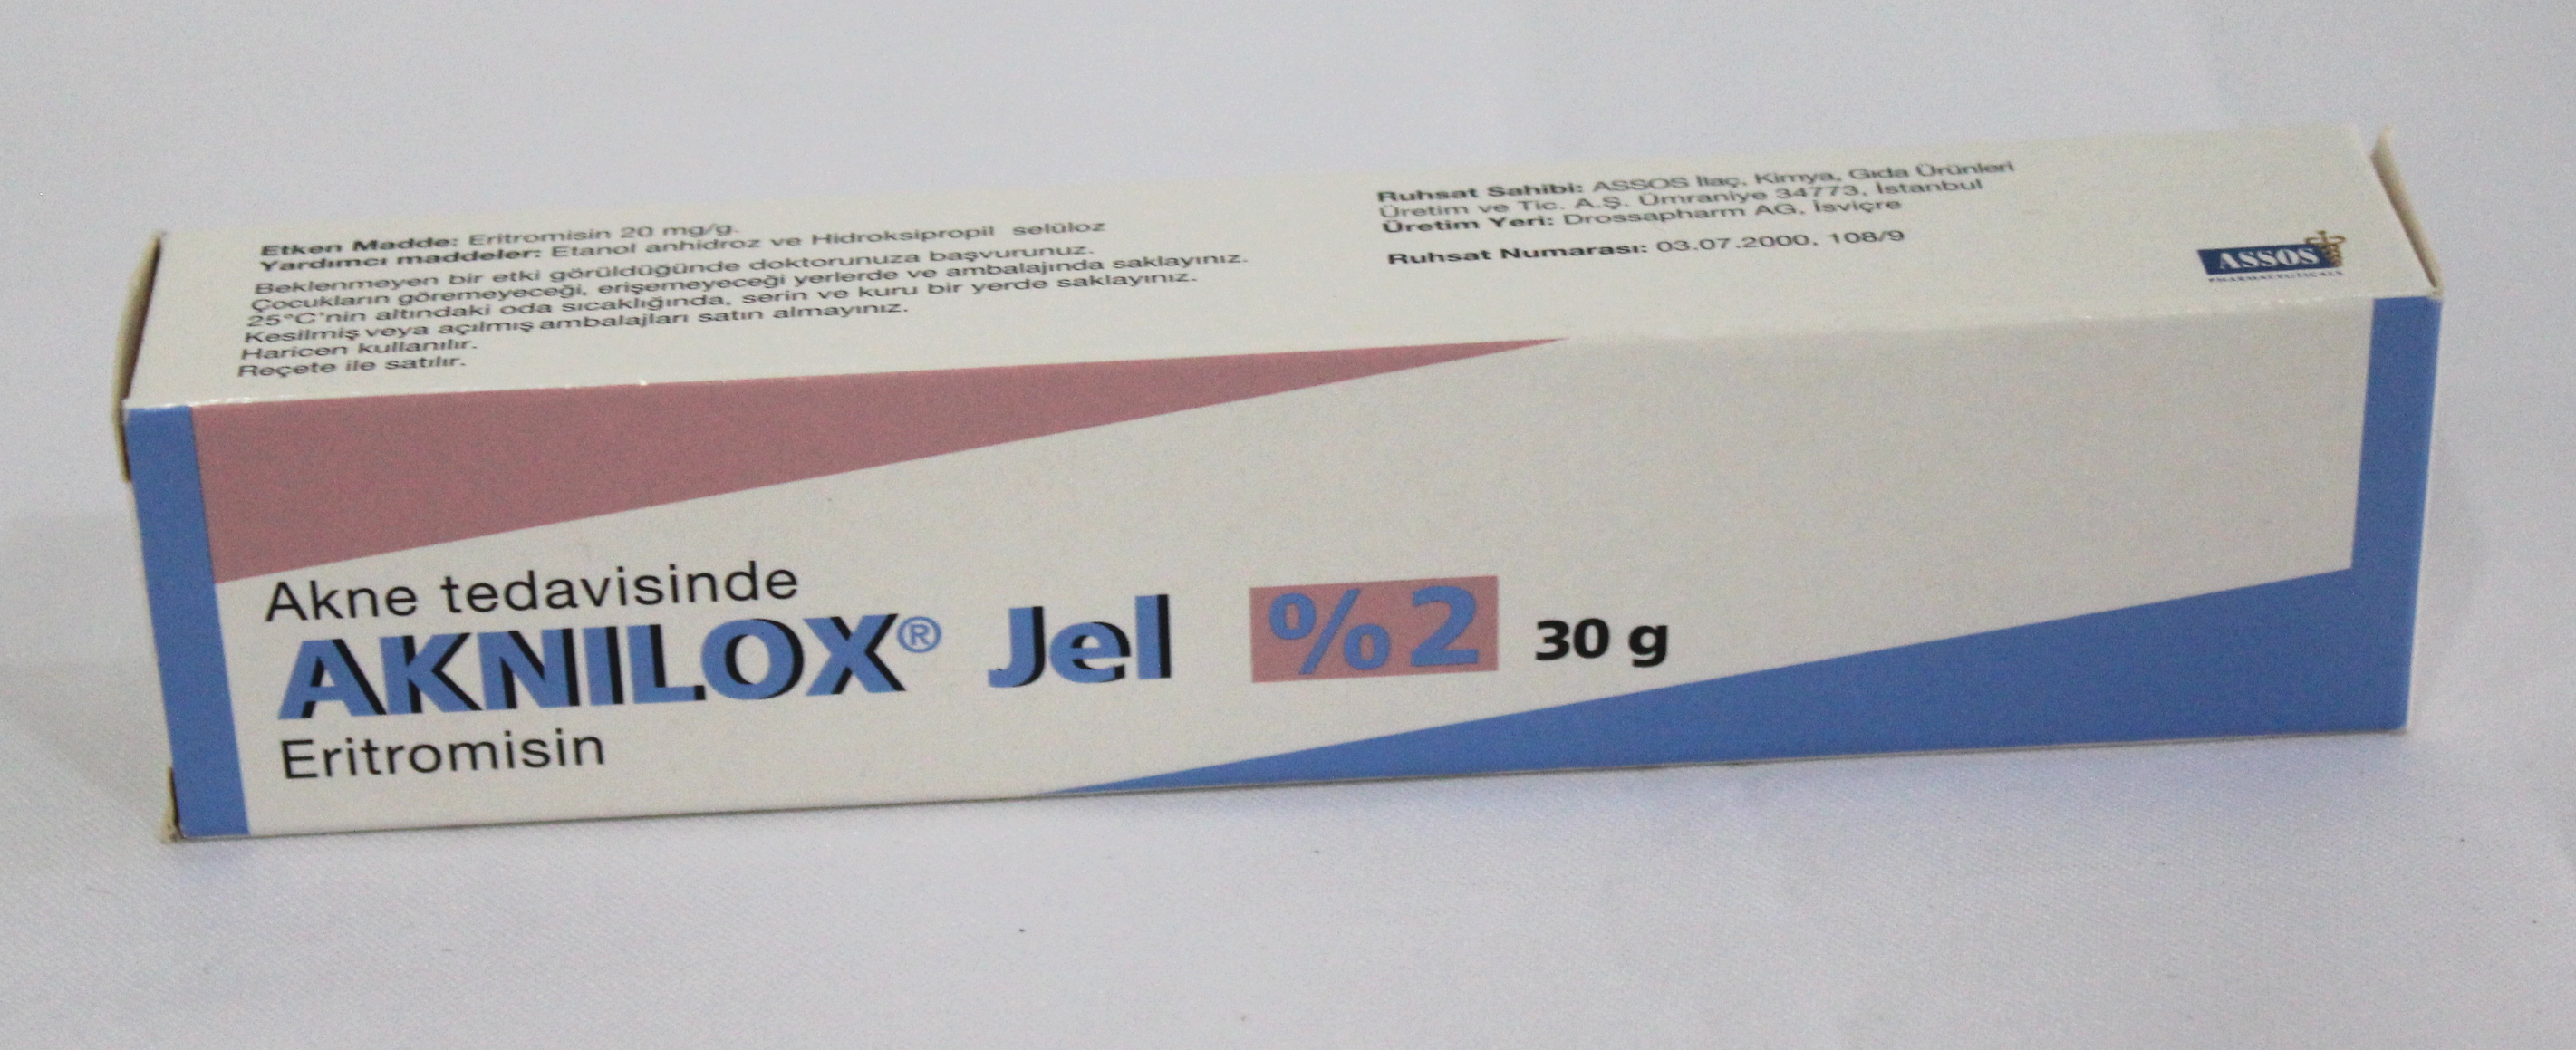 Etken Madde: Eritromisin 20 mg/g.
Yardımcı maddeler: Etanol anhidroz ve Hidroksipropil selüloz
Beklenmeyen bir etki görüldüğünde doktorunuza başvurunuz.
Çocukların göremeyeceği, erişemeyeceği yerlerde ve ambalajında saklayınız.
25°C'nin altındaki oda sıcaklığında, serin ve kuru bir yerde saklayınız.
Kesilmiş veya açılmış ambalajları satın almayınız.
Haricen kullanılır.
Reçete ile satılır.
Ruhsat Sahibi: ASSOS İlaç, Kimya, Gıda Ürünleri
Üretim ve Tic. A.Ş. Ümraniye 34773, İstanbul
Üretim Yeri: Drossapharm AG, İsviçre
Ruhsat Numarası: 03.07.2000, 108/9
ASSOS
PHARMACEUTICALS
Akne tedavisinde
AKNILOX® Jel %2 30 g
Eritromisin